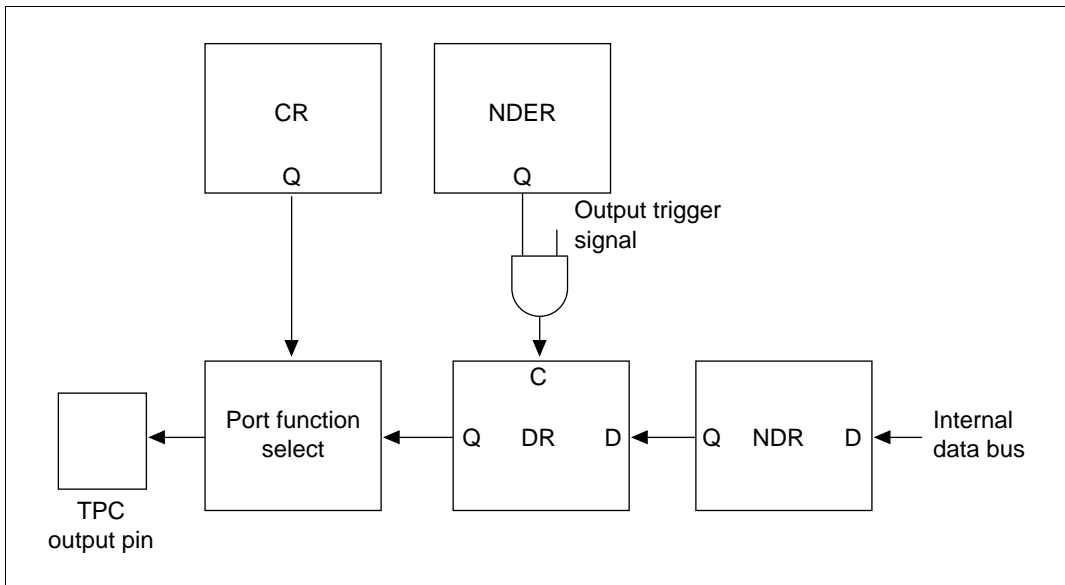 CR
Q
NDER
Q
Output trigger
signal
C
Port function
select
Q DR D
Q NDR D
Internal
data bus
TPC
output pin